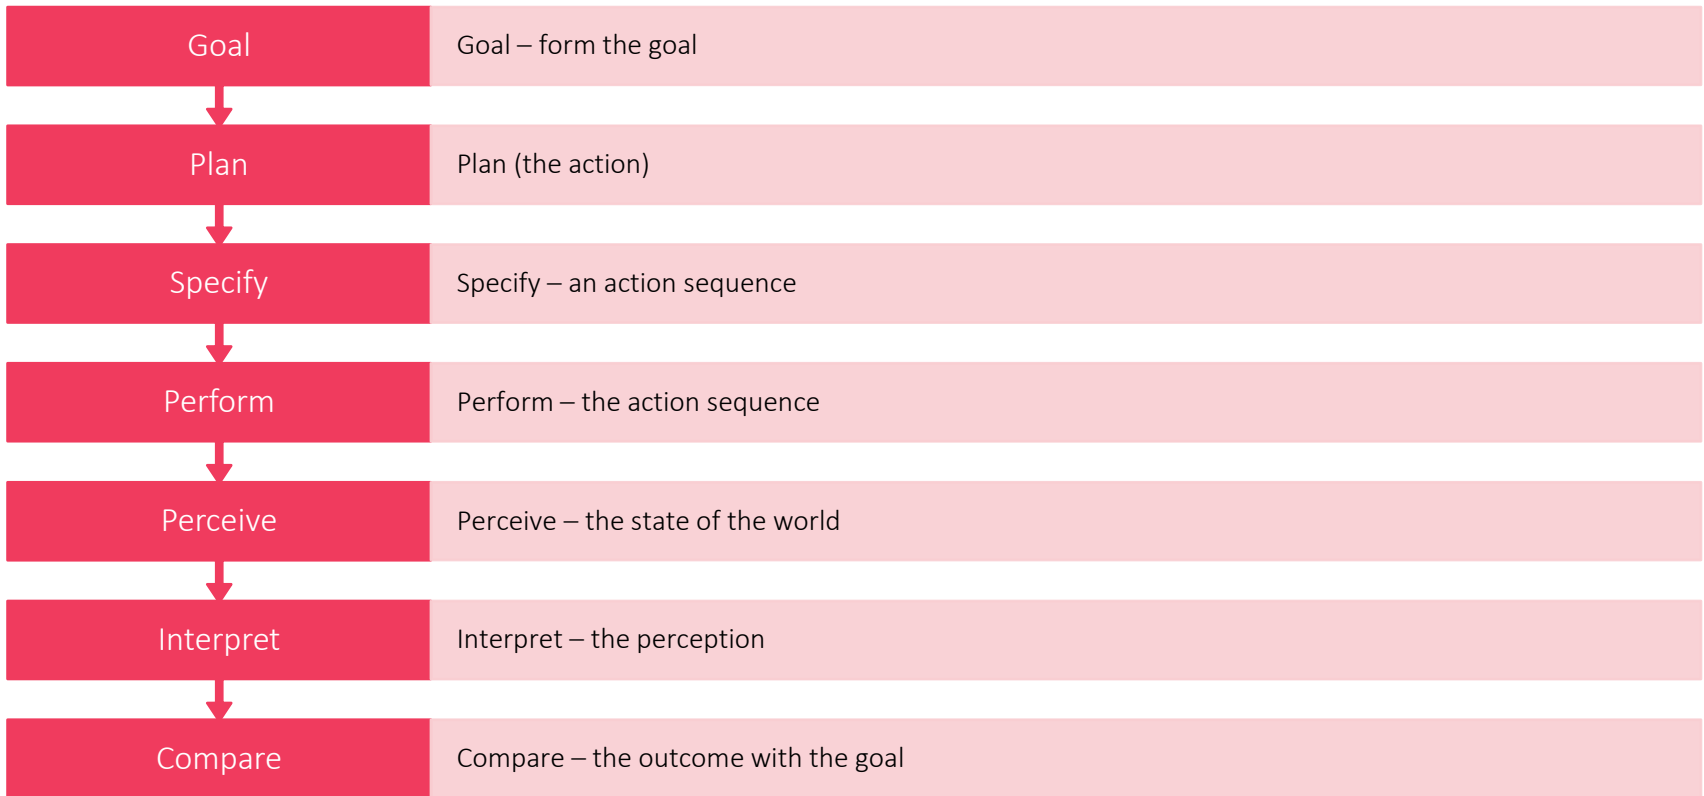 Goal
Goal – form the goal
Plan
Plan (the action)
Specify
Specify – an action sequence
Perform
Perform – the action sequence
Perceive
Perceive – the state of the world
Interpret
Interpret – the perception
Compare
Compare – the outcome with the goal